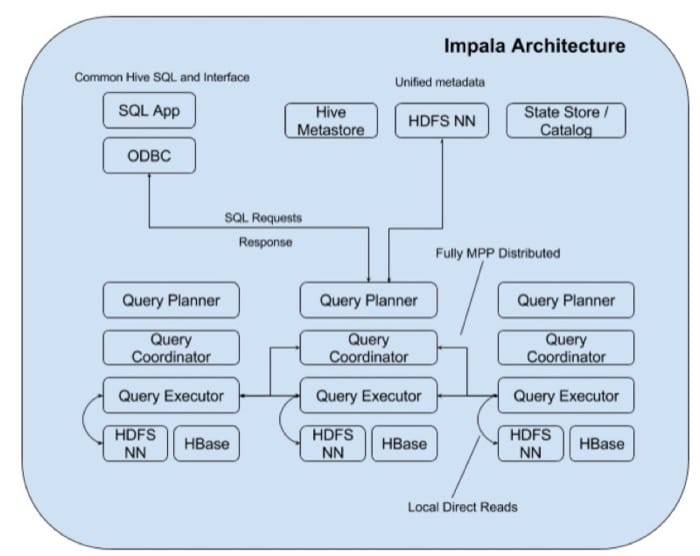 Impala Architecture
Common Hive SQL and Interface
Unified metadata
SQL App
Hive
Metastore
HDFS NN
State Store /
Catalog
ODBC
SQL Requests
Response
Fully MPP Distributed
Query Planner
Query Planner
Query Planner
Query
Coordinator
Query
Coordinator
Query
Coordinator
Query Executor
Query Executor
Query Executor
HDFS
NN
HBase
HDFS
NN
HBase
HDFS
NN
HBase
Local Direct Reads